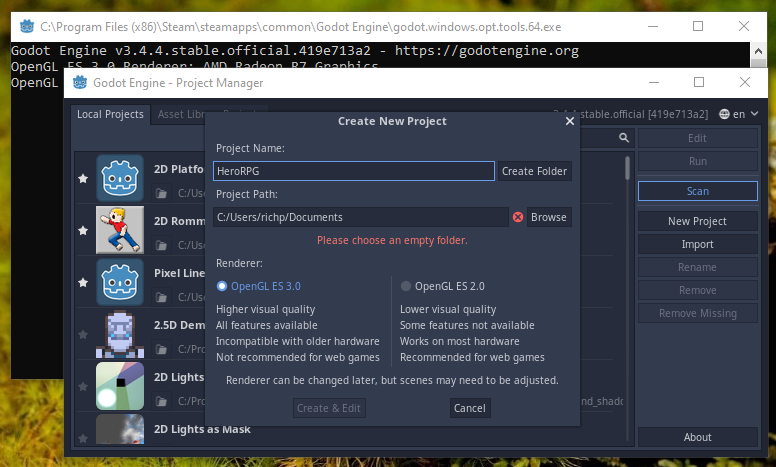 C:\Program Files (x86)\Steam\steamapps\common\Godot Engine\godot.windows.opt.tools.64.exe
Godot Engine v3.4.4.stable.official.419e713a2 - https://godotengine.org
OpenGL ES 3.0 Renderer: AMD Radeon R7 Graphics
OpenGL
Godot Engine - Project Manager
Local Projects
Asset Libr
3.4.4.stable.official [419e713a2]
en
Create New Project
Project Name:
HeroRPG
Create Folder
Project Path:
C:/Users/richp/Documents
Browse
Please choose an empty folder.
Renderer:
OpenGL ES 3.0
Higher visual quality
All features available
Incompatible with older hardware
Not recommended for web games
OpenGL ES 2.0
Lower visual quality
Some features not available
Works on most hardware
Recommended for web games
Renderer can be changed later, but scenes may need to be adjusted.
Create & Edit
Cancel
2D Platfo
C:/Use
2D Romm
C:/Use
Pixel Line
C:/Use
2.5D Dem
C:/Pro
2D Lights
C:/Pro
nd_shado
2D Lights as Mask
Edit
Run
Scan
New Project
Import
Rename
Remove
Remove Missing
About